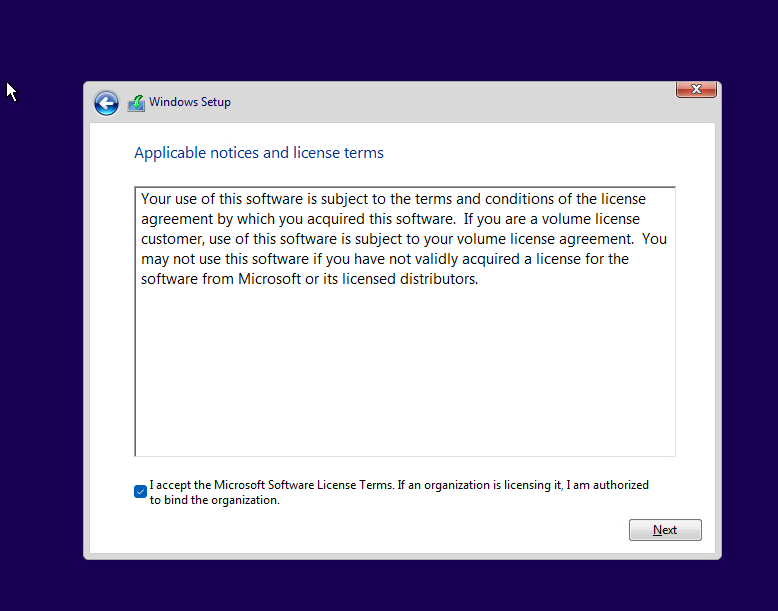 Windows Setup
Applicable notices and license terms
Your use of this software is subject to the terms and conditions of the license
agreement by which you acquired this software.  If you are a volume license
customer, use of this software is subject to your volume license agreement.  You
may not use this software if you have not validly acquired a license for the
software from Microsoft or its licensed distributors.
I accept the Microsoft Software License Terms. If an organization is licensing it, I am authorized
to bind the organization.
Next